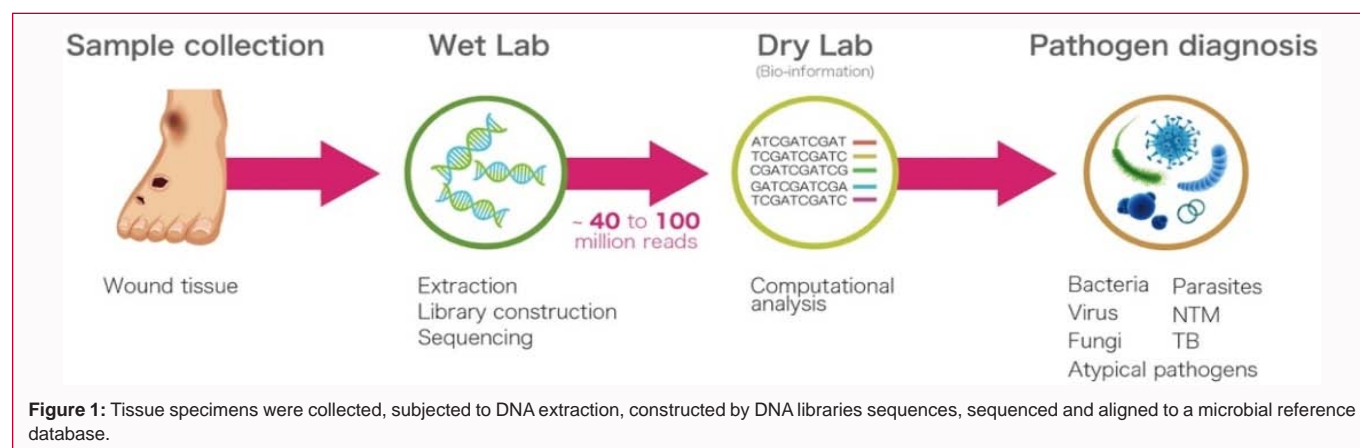 Sample collection
Wet Lab
Dry Lab
(Bio-information)
Pathogen diagnosis
ATCGATCGAT
TCGATCGATC
CGATCGATCG
GATCGATCGA
TCGATCGATC
~ 40 to 100
million reads
Wound tissue
Extraction
Library construction
Sequencing
Computational
analysis
Bacteria Parasites
Virus NTM
Fungi TB
Atypical pathogens
Figure 1: Tissue specimens were collected, subjected to DNA extraction, constructed by DNA libraries sequences, sequenced and aligned to a microbial reference
database.